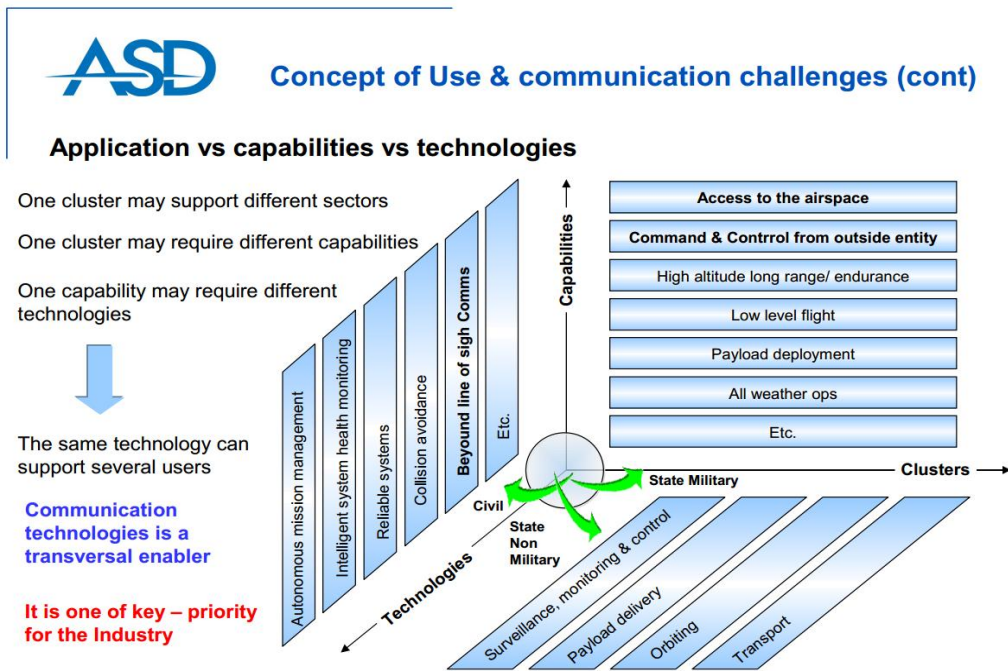 ASD
Concept of Use & communication challenges (cont)
Application vs capabilities vs technologies
One cluster may support different sectors
One cluster may require different capabilities
One capability may require different
technologies
The same technology can
support several users
Communication
technologies is a
transversal enabler
It is one of key – priority
for the Industry
Autonomous mission management
Intelligent system health monitoring
Reliable systems
Collision avoidance
Beyound line of sigh Comms
Etc.
Capabilities
Access to the airspace
Command & Contrrol from outside entity
High altitude long range/ endurance
Low level flight
Payload deployment
All weather ops
Etc.
Clusters
State Military
Civil
State
Non
Military
Technologies
Surveillance, monitoring & control
Payload delivery
Orbiting
Transport